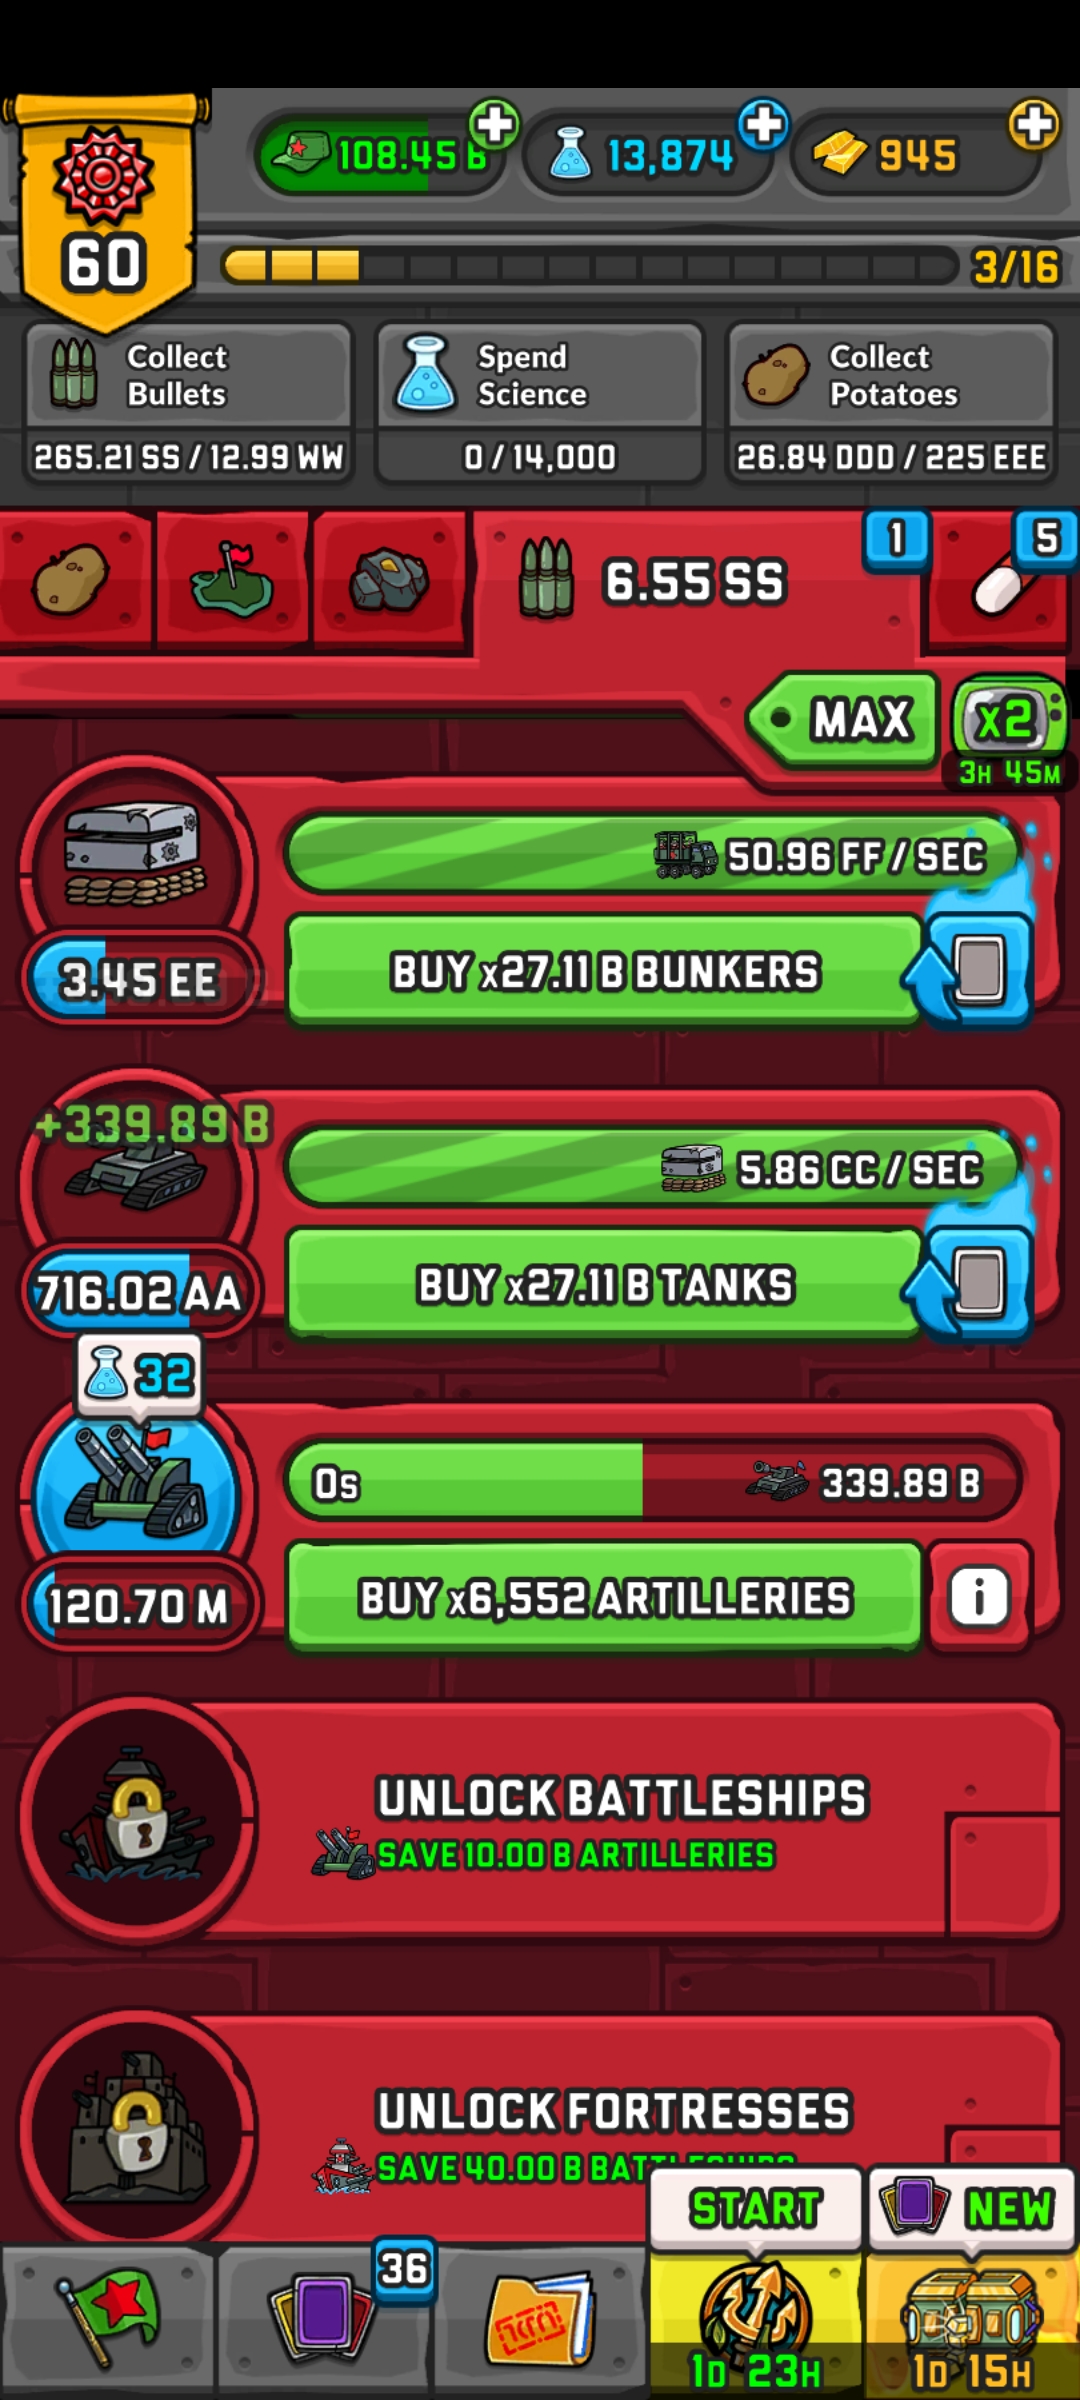 108.45 B
13,874
945
60
3/16
Collect
Bullets
Spend
Science
Collect
Potatoes
265.21 SS / 12.99 WW
0 / 14,000
26.84 DDD / 225 EEE
6.55 SS
1
5
MAX
x2
3H 45M
50.96 FF / SEC
3.45 EE
BUY x27.11 B BUNKERS
+339.89 B
5.86 CC / SEC
716.02 AA
BUY x27.11 B TANKS
32
0s
339.89 B
120.70 M
BUY x6,552 ARTILLERIES
i
UNLOCK BATTLESHIPS
SAVE 10.00 B ARTILLERIES
UNLOCK FORTRESSES
SAVE 40.00 B BATTLESHIPS
START
NEW
36
1D 23H
1D 15H